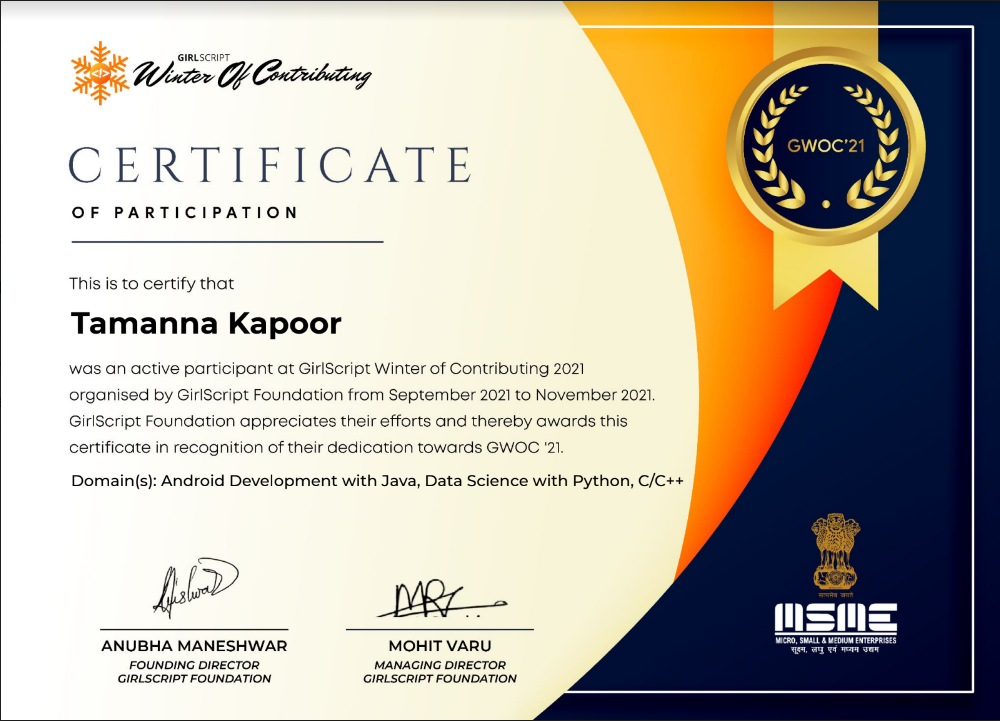 GIRLSCRIPT
Winter Of Contributing
CERTIFICATE
OF PARTICIPATION
GWOC'21
This is to certify that
Tamanna Kapoor
was an active participant at GirlScript Winter of Contributing 2021
organised by GirlScript Foundation from September 2021 to November 2021.
GirlScript Foundation appreciates their efforts and thereby awards this
certificate in recognition of their dedication towards GWOC '21.
Domain(s): Android Development with Java, Data Science with Python, C/C++
ANUBHA MANESHWAR
FOUNDING DIRECTOR
GIRLSCRIPT FOUNDATION
MOHIT VARU
MANAGING DIRECTOR
GIRLSCRIPT FOUNDATION
सत्यमेव जयते
MSME
MICRO, SMALL & MEDIUM ENTERPRISES
सूक्ष्म, लघु एवं मध्यम उद्यम